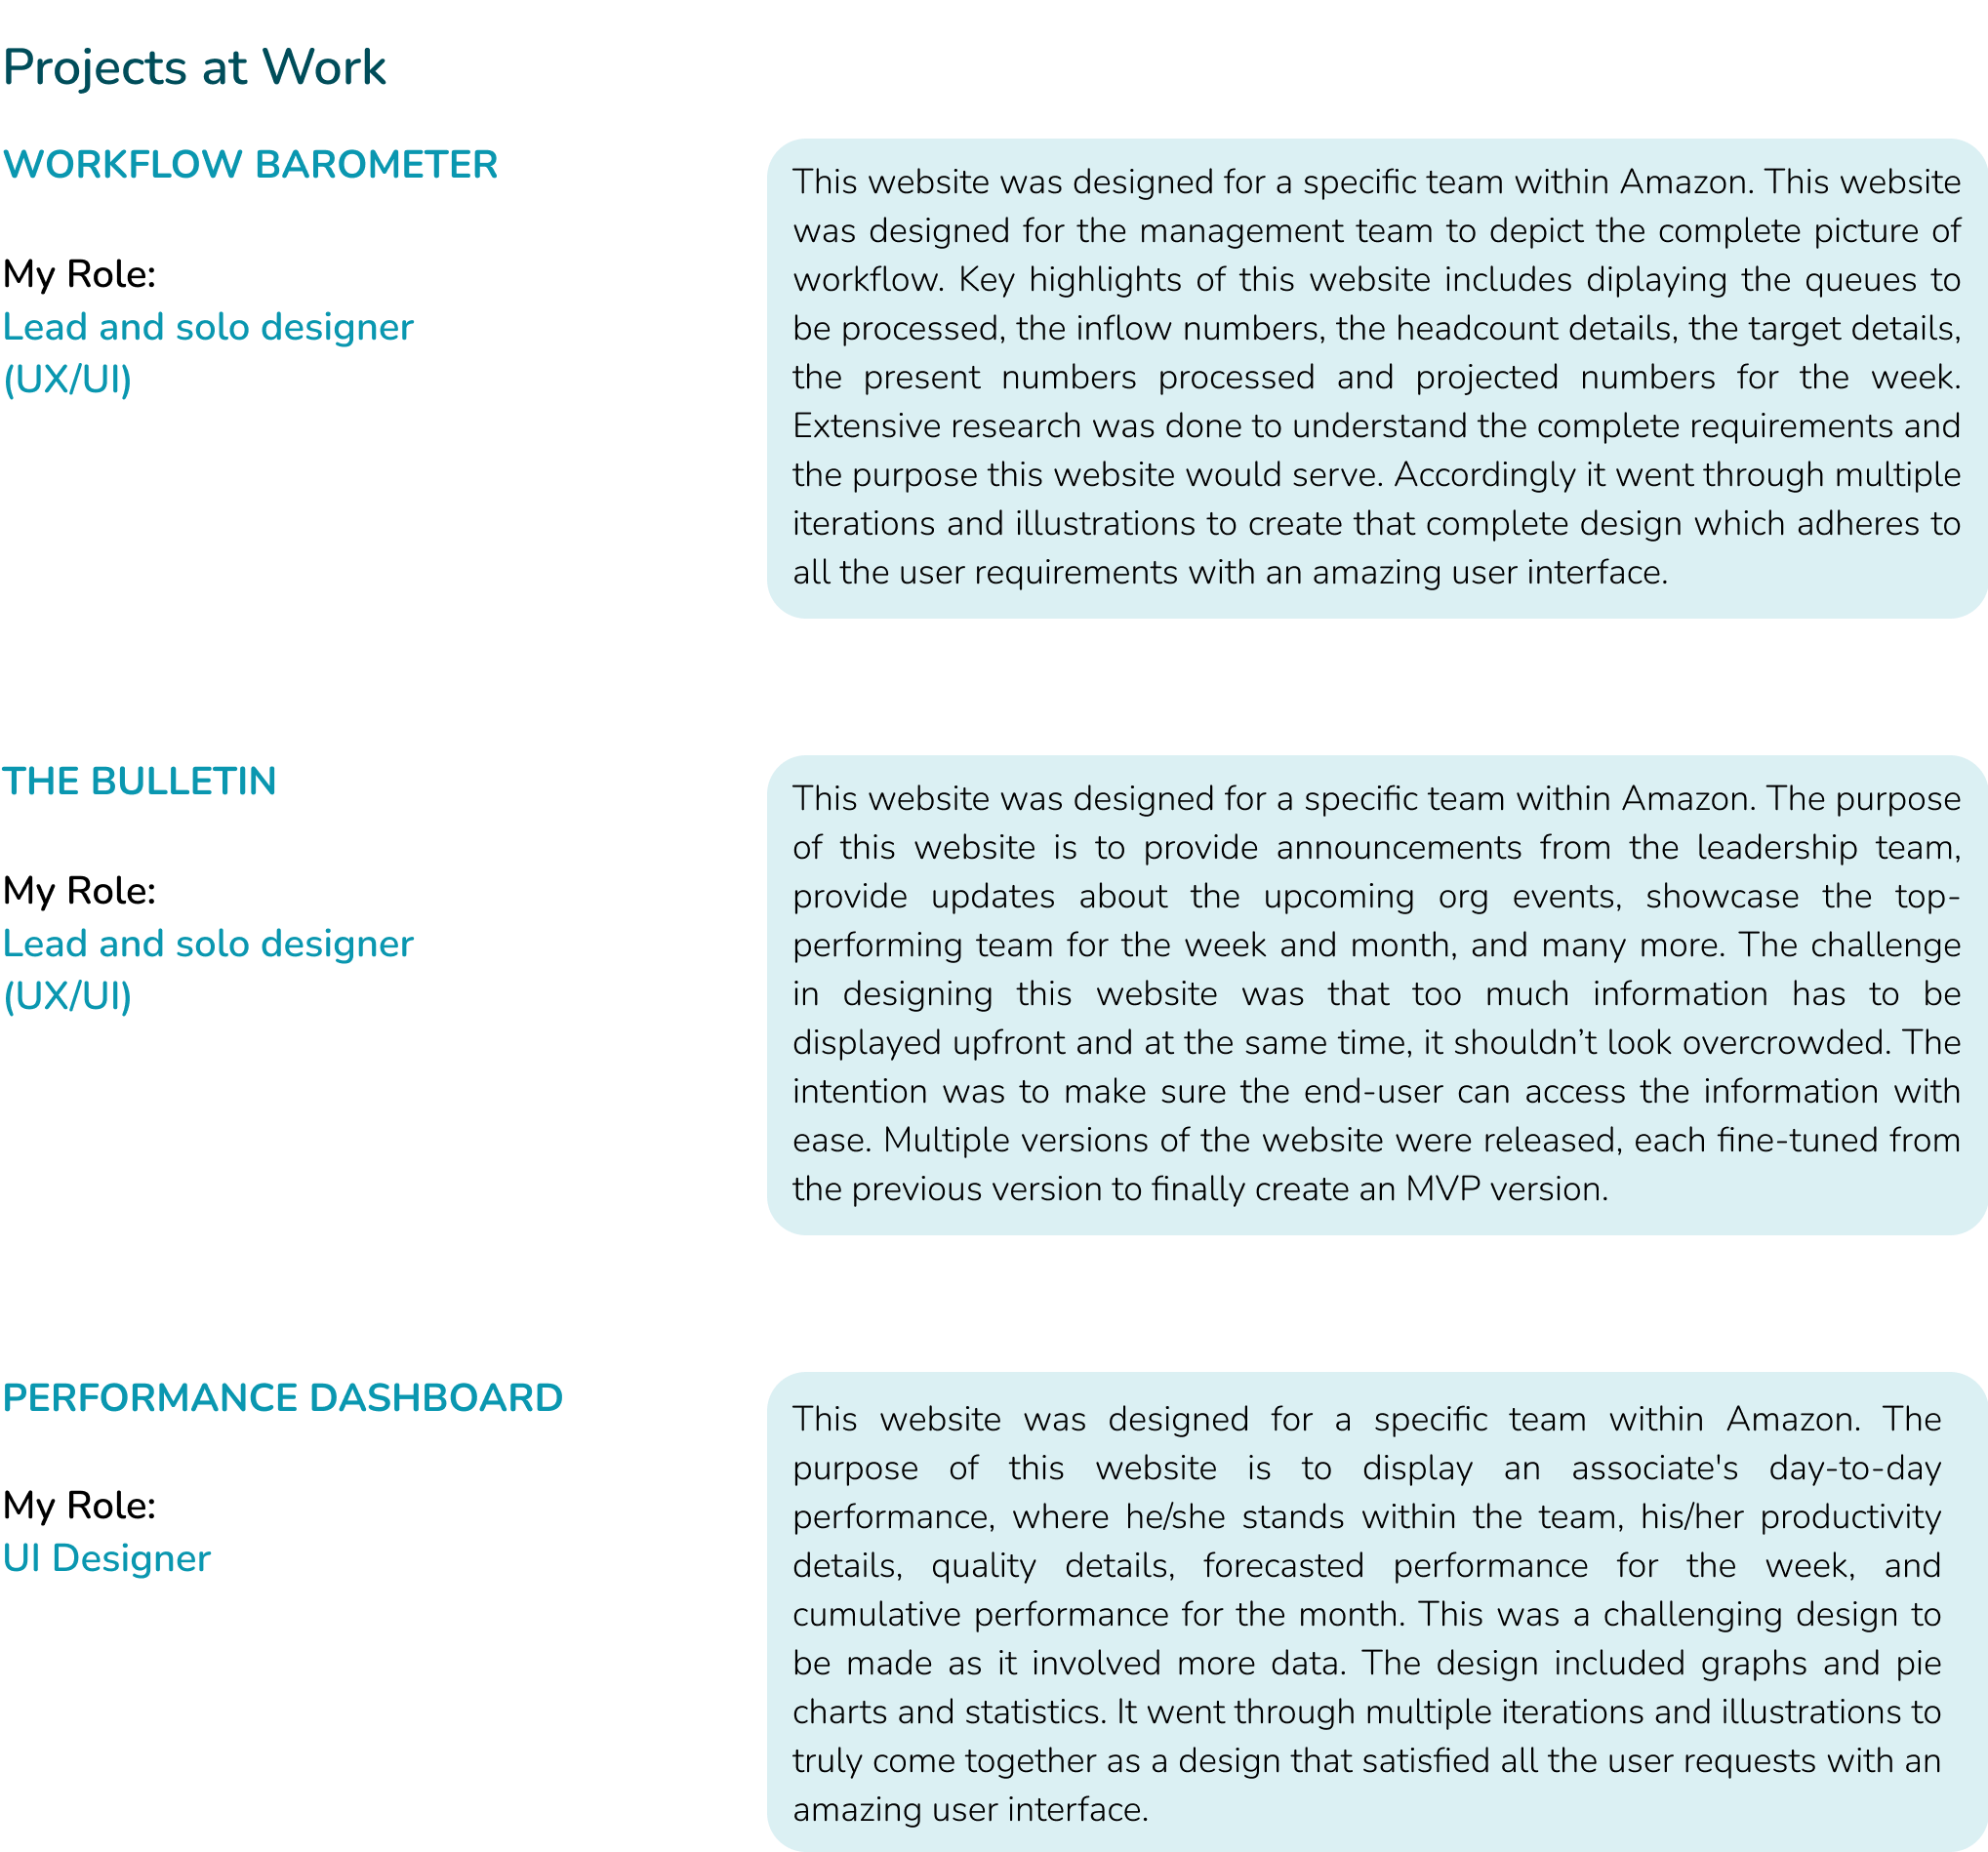 Projects at Work
WORKFLOW BAROMETER
My Role:
Lead and solo designer
(UX/UI)
This website was designed for a specific team within Amazon. This website
was designed for the management team to depict the complete picture of
workflow. Key highlights of this website includes diplaying the queues to
be processed, the inflow numbers, the headcount details, the target details,
the present numbers processed and projected numbers for the week.
Extensive research was done to understand the complete requirements and
the purpose this website would serve. Accordingly it went through multiple
iterations and illustrations to create that complete design which adheres to
all the user requirements with an amazing user interface.
THE BULLETIN
My Role:
Lead and solo designer
(UX/UI)
This website was designed for a specific team within Amazon. The purpose
of this website is to provide announcements from the leadership team,
provide updates about the upcoming org events, showcase the top-
performing team for the week and month, and many more. The challenge
in designing this website was that too much information has to be
displayed upfront and at the same time, it shouldn’t look overcrowded. The
intention was to make sure the end-user can access the information with
ease. Multiple versions of the website were released, each fine-tuned from
the previous version to finally create an MVP version.
PERFORMANCE DASHBOARD
My Role:
UI Designer
This website was designed for a specific team within Amazon. The
purpose of this website is to display an associate's day-to-day
performance, where he/she stands within the team, his/her productivity
details, quality details, forecasted performance for the week, and
cumulative performance for the month. This was a challenging design to
be made as it involved more data. The design included graphs and pie
charts and statistics. It went through multiple iterations and illustrations to
truly come together as a design that satisfied all the user requests with an
amazing user interface.